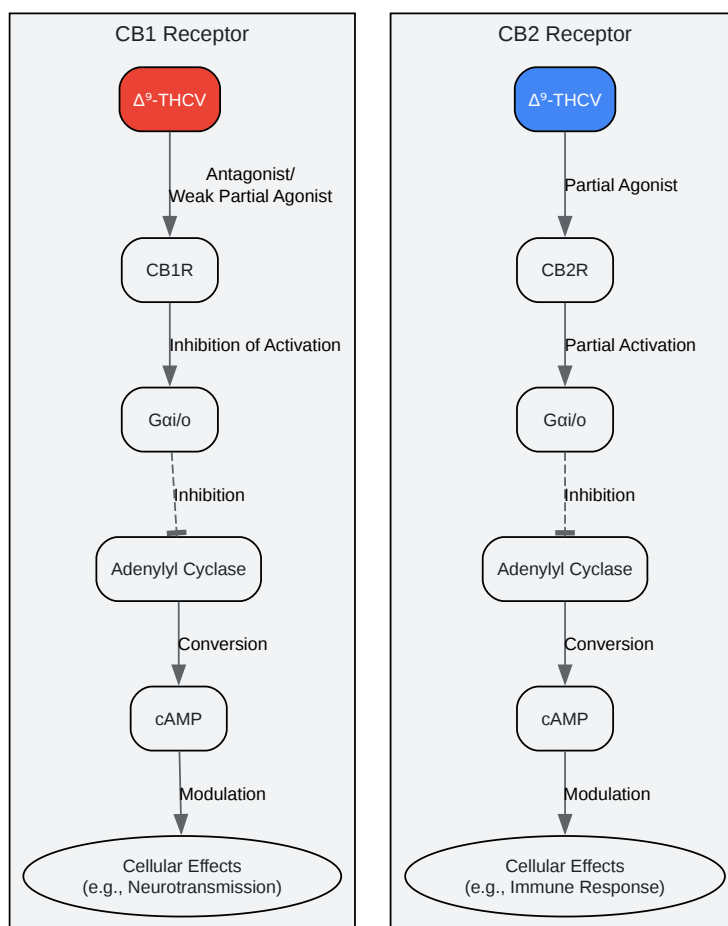 CB1 Receptor
Δ⁹-THCV
Antagonist/
Weak Partial Agonist
CB1R
Inhibition of Activation
Gαi/o
Inhibition
Adenylyl Cyclase
Conversion
cAMP
Modulation
Cellular Effects
(e.g., Neurotransmission)
CB2 Receptor
Δ⁹-THCV
Partial Agonist
CB2R
Partial Activation
Gαi/o
Inhibition
Adenylyl Cyclase
Conversion
cAMP
Modulation
Cellular Effects
(e.g., Immune Response)